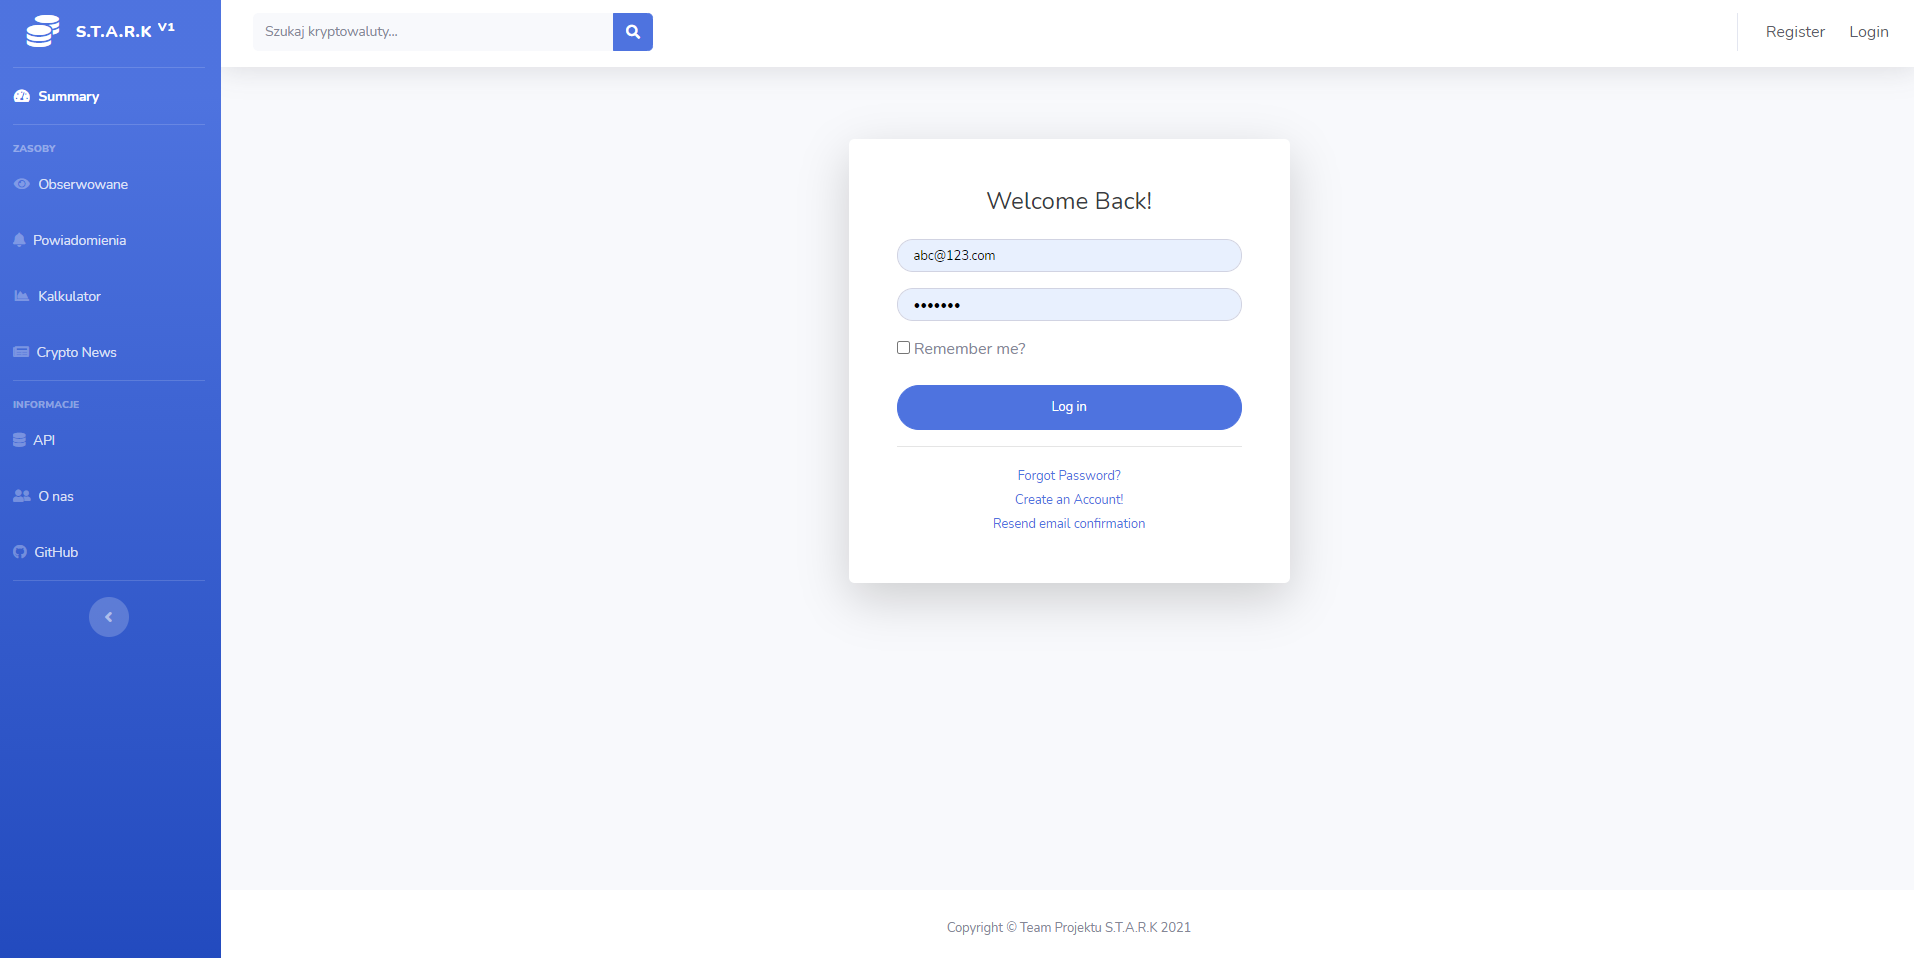 S.T.A.R.K V1
Szukaj kryptowaluty...
Register Login
Summary
ZASOBY
Obserwowane
Powiadomienia
Kalkulator
Crypto News
INFORMACJE
API
O nas
GitHub
Welcome Back!
abc@123.com
•••••••
Remember me?
Log in
Forgot Password?
Create an Account!
Resend email confirmation
Copyright © Team Projektu S.T.A.R.K 2021